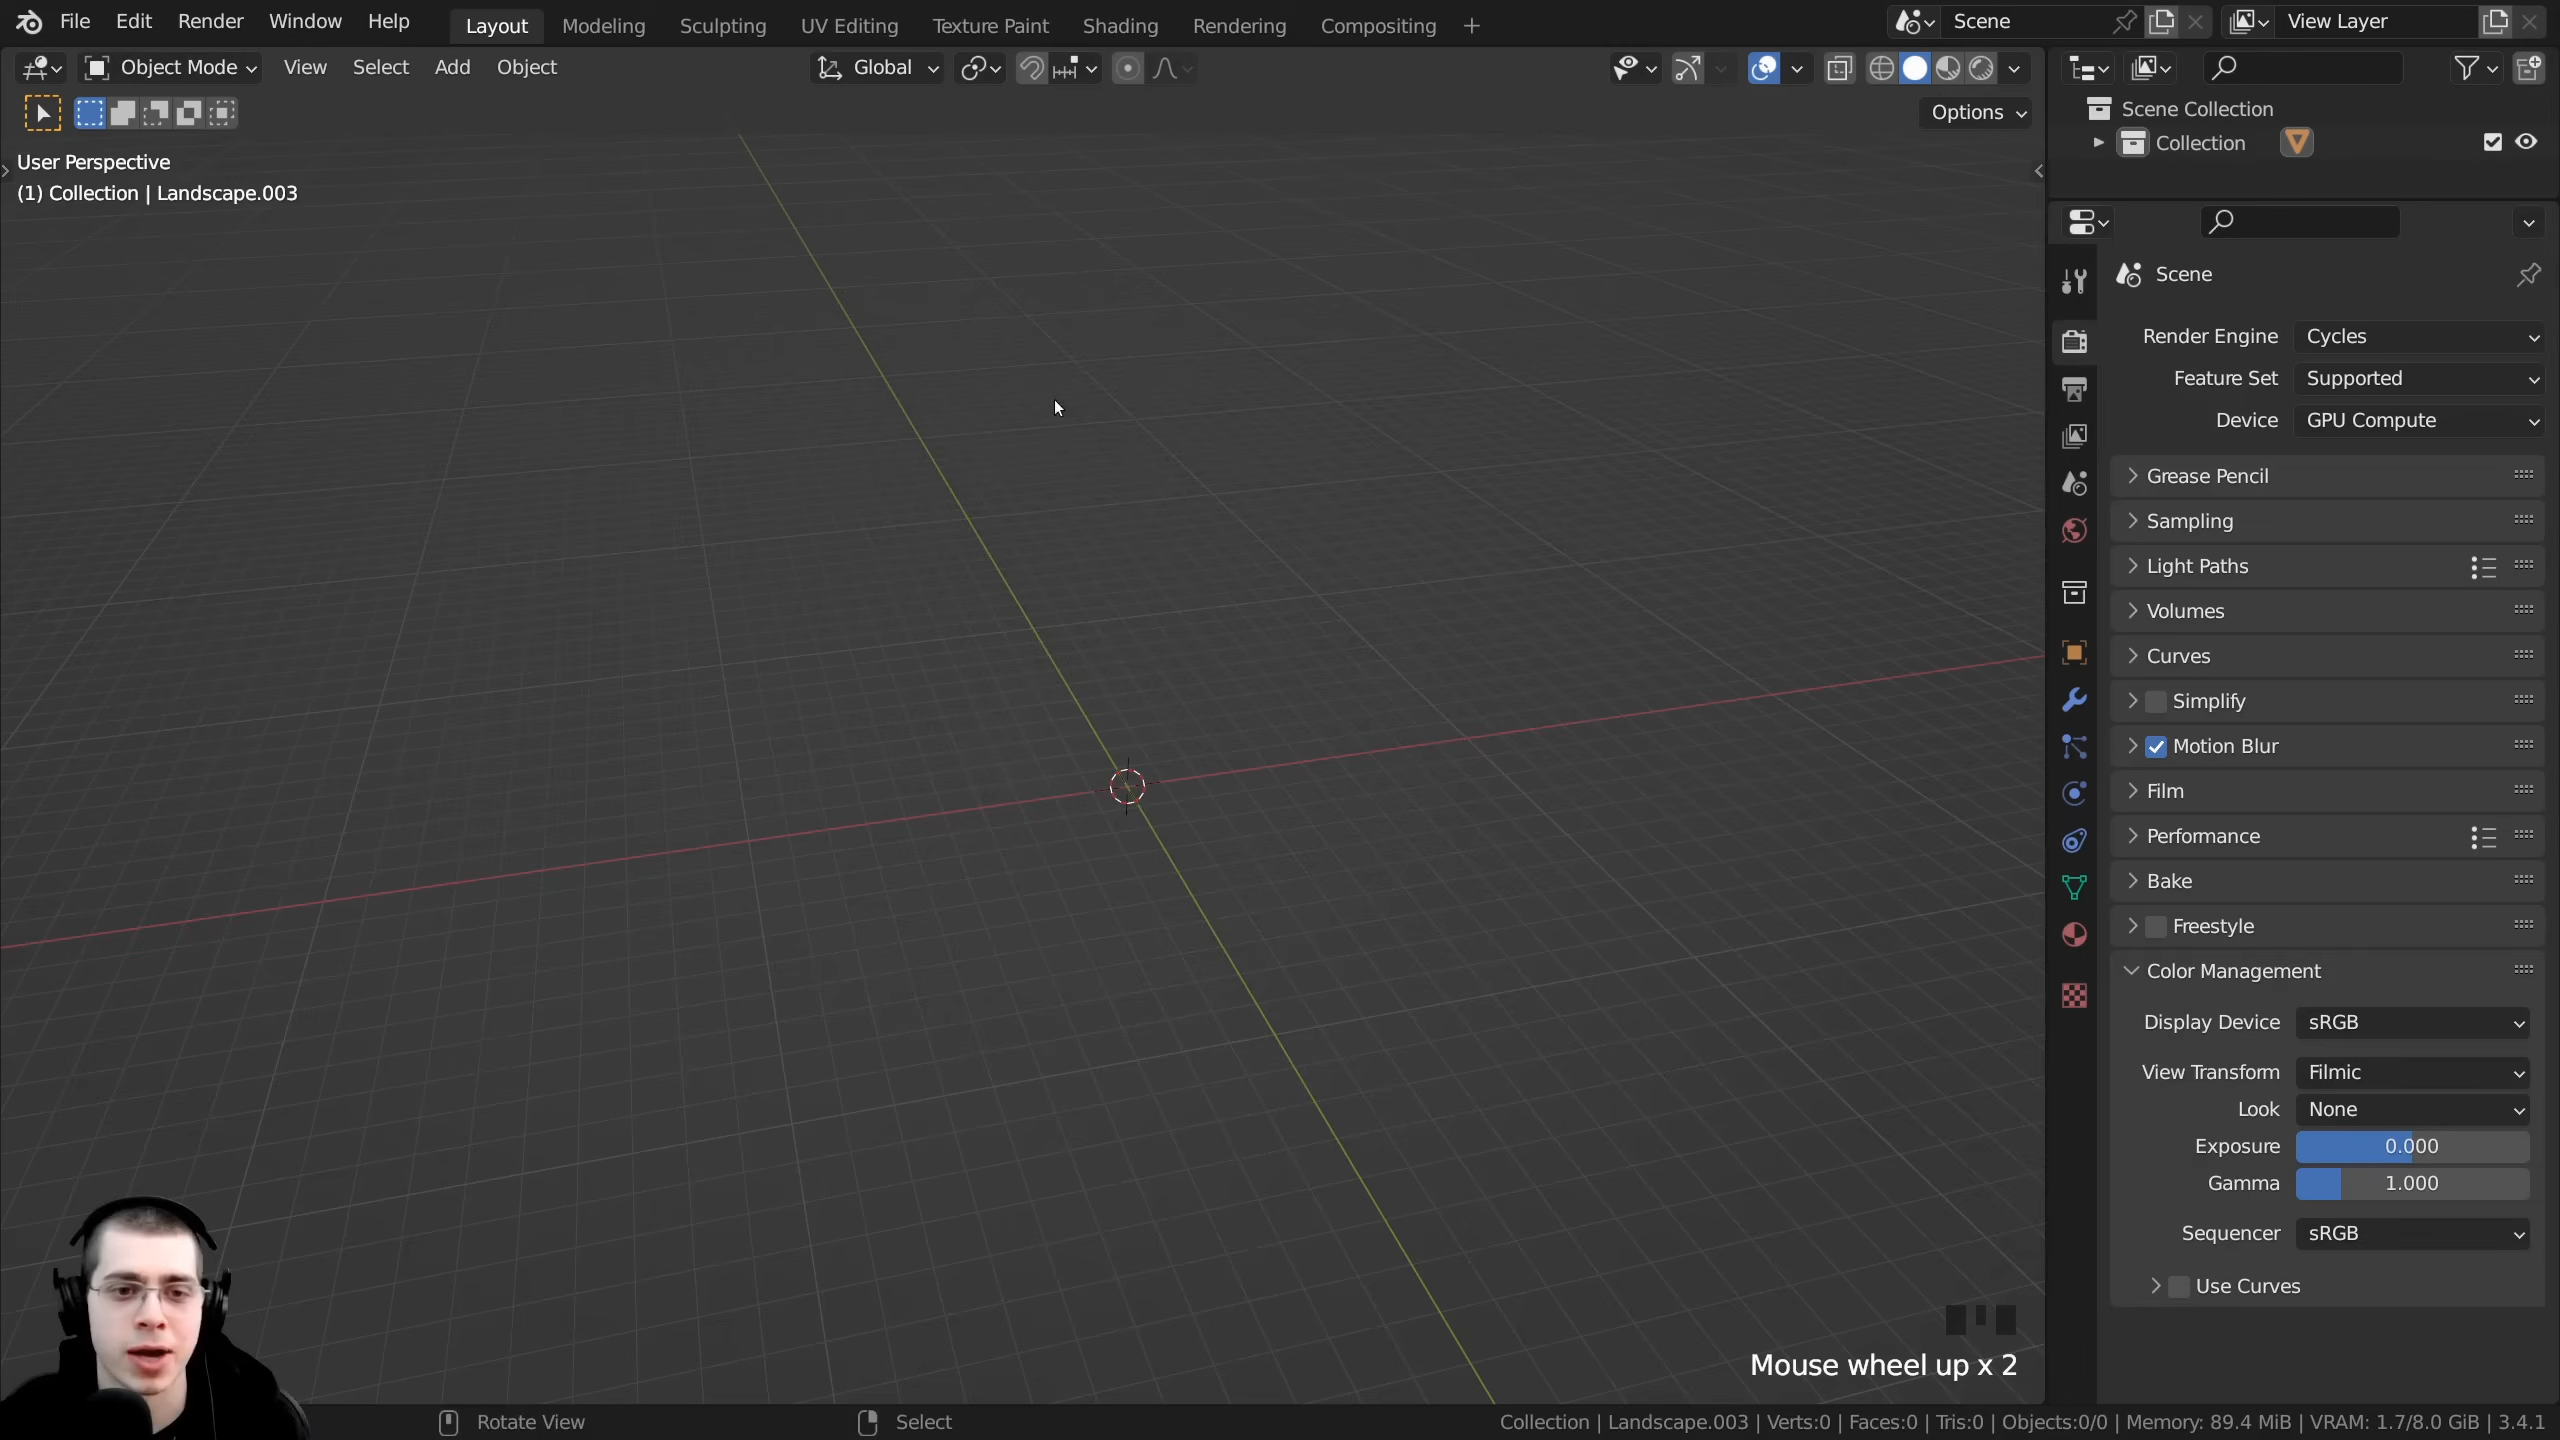 File Edit Render Window Help Layout Modeling Sculpting UV Editing Texture Paint Shading Rendering Compositing + Scene View Layer
Object Mode View Select Add Object Global
Options
User Perspective
(1) Collection | Landscape.003
Scene Collection
Collection
Scene
Render Engine Cycles
Feature Set Supported
Device GPU Compute
Grease Pencil
Sampling
Light Paths
Volumes
Curves
Simplify
Motion Blur
Film
Performance
Bake
Freestyle
Color Management
Display Device sRGB
View Transform Filmic
Look None
Exposure 0.000
Gamma 1.000
Sequencer sRGB
Use Curves
Mouse wheel up x 2
Rotate View Select Collection | Landscape.003 | Verts:0 | Faces:0 | Tris:0 | Objects:0/0 | Memory: 89.4 MiB | VRAM: 1.7/8.0 GiB | 3.4.1